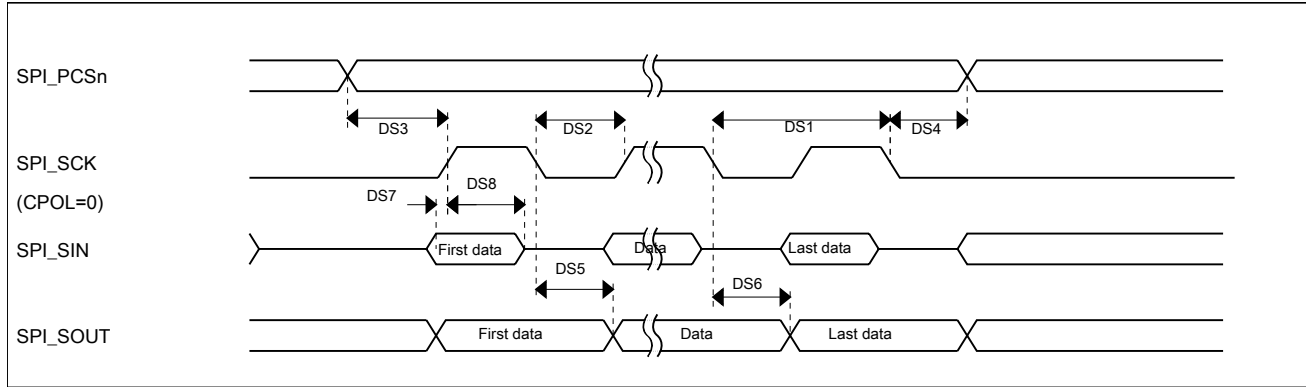 SPI_PCSn
DS3
DS2
DS1
DS4
SPI_SCK
(CPOL=0)
DS7
DS8
SPI_SIN
First data
Data
Last data
DS5
DS6
SPI_SOUT
First data
Data
Last data